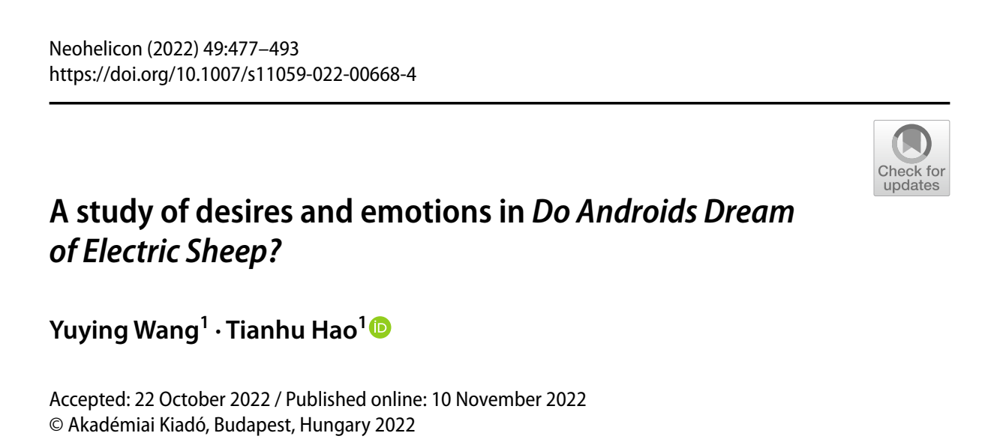 Neohelicon (2022) 49:477–493
https://doi.org/10.1007/s11059-022-00668-4
Check for
updates
A study of desires and emotions in Do Androids Dream
of Electric Sheep?
Yuying Wang1 · Tianhu Hao1 iD
Accepted: 22 October 2022 / Published online: 10 November 2022
© Akadémiai Kiadó, Budapest, Hungary 2022